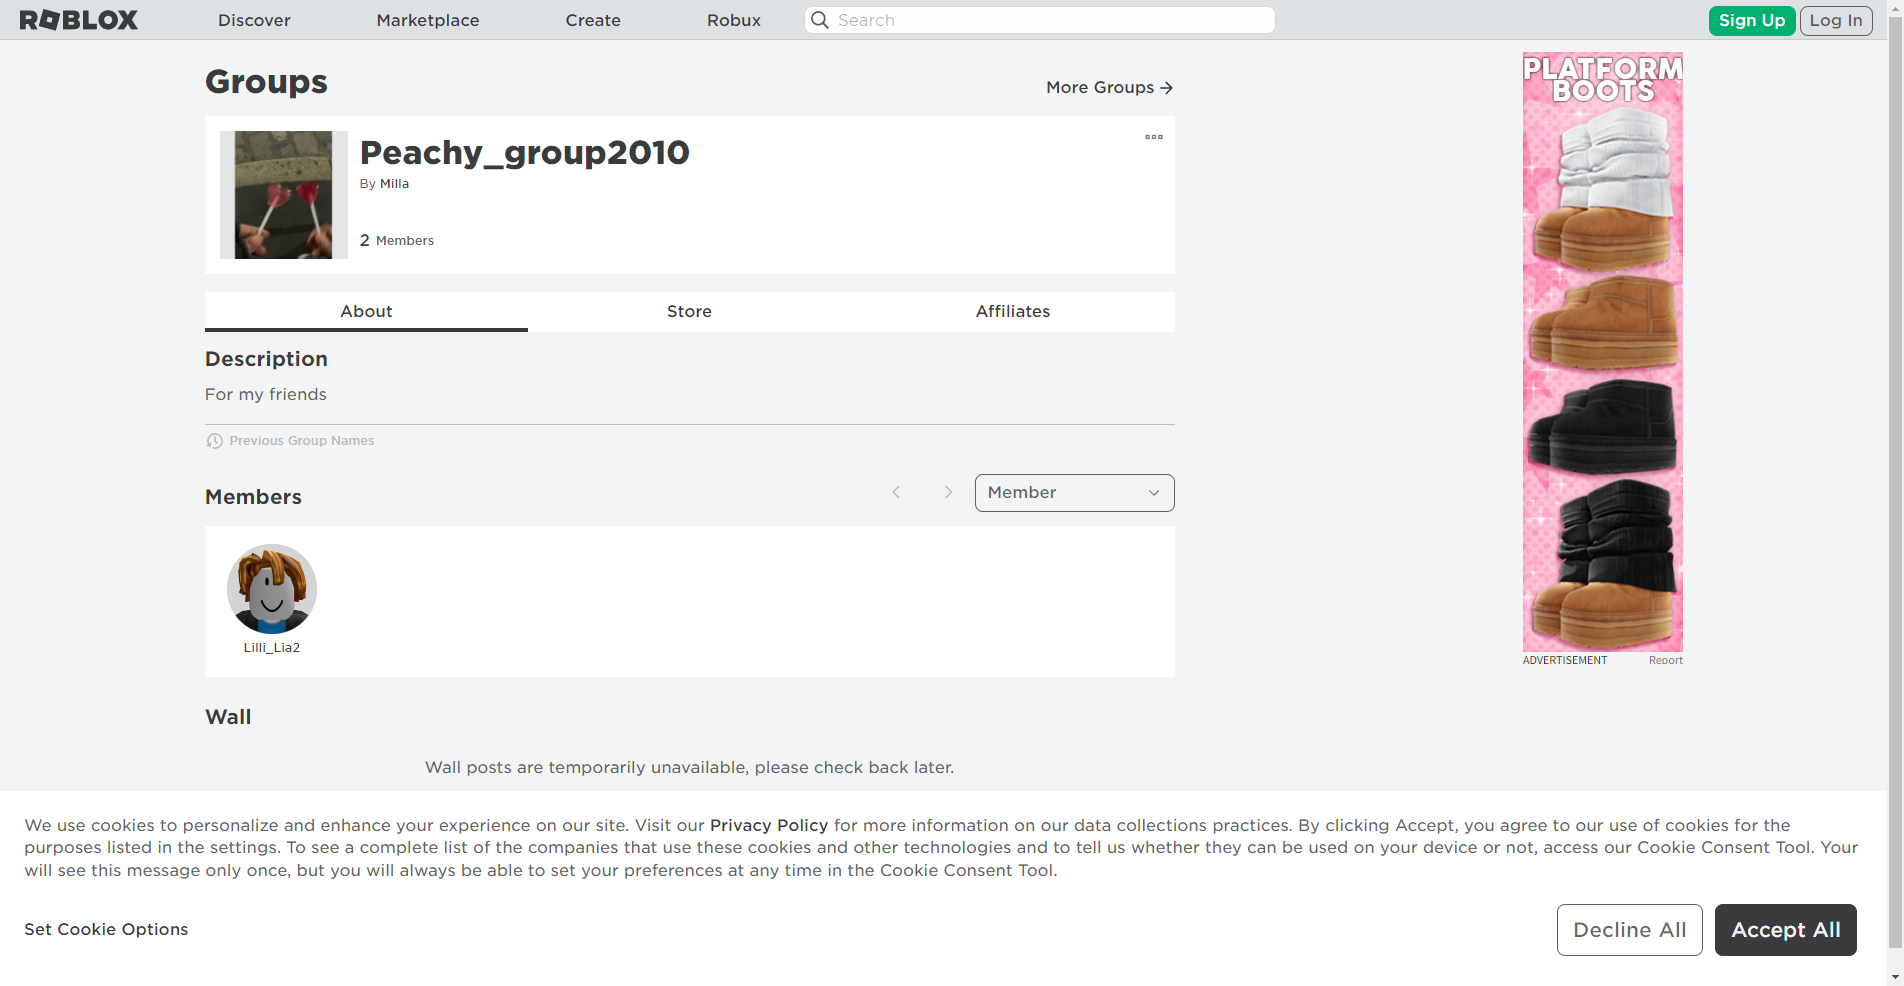 ROBLOX Discover Marketplace Create Robux Search Sign Up Log In
Groups
More Groups
Peachy_group2010
By Milla
2 Members
About Store Affiliates
Description
For my friends
Previous Group Names
Members
Member
Lilli_Lia2
Wall
Wall posts are temporarily unavailable, please check back later.
PLATFORM
BOOTS
ADVERTISEMENT Report
We use cookies to personalize and enhance your experience on our site. Visit our Privacy Policy for more information on our data collections practices. By clicking Accept, you agree to our use of cookies for the
purposes listed in the settings. To see a complete list of the companies that use these cookies and other technologies and to tell us whether they can be used on your device or not, access our Cookie Consent Tool. Your
will see this message only once, but you will always be able to set your preferences at any time in the Cookie Consent Tool.
Set Cookie Options
Decline All Accept All